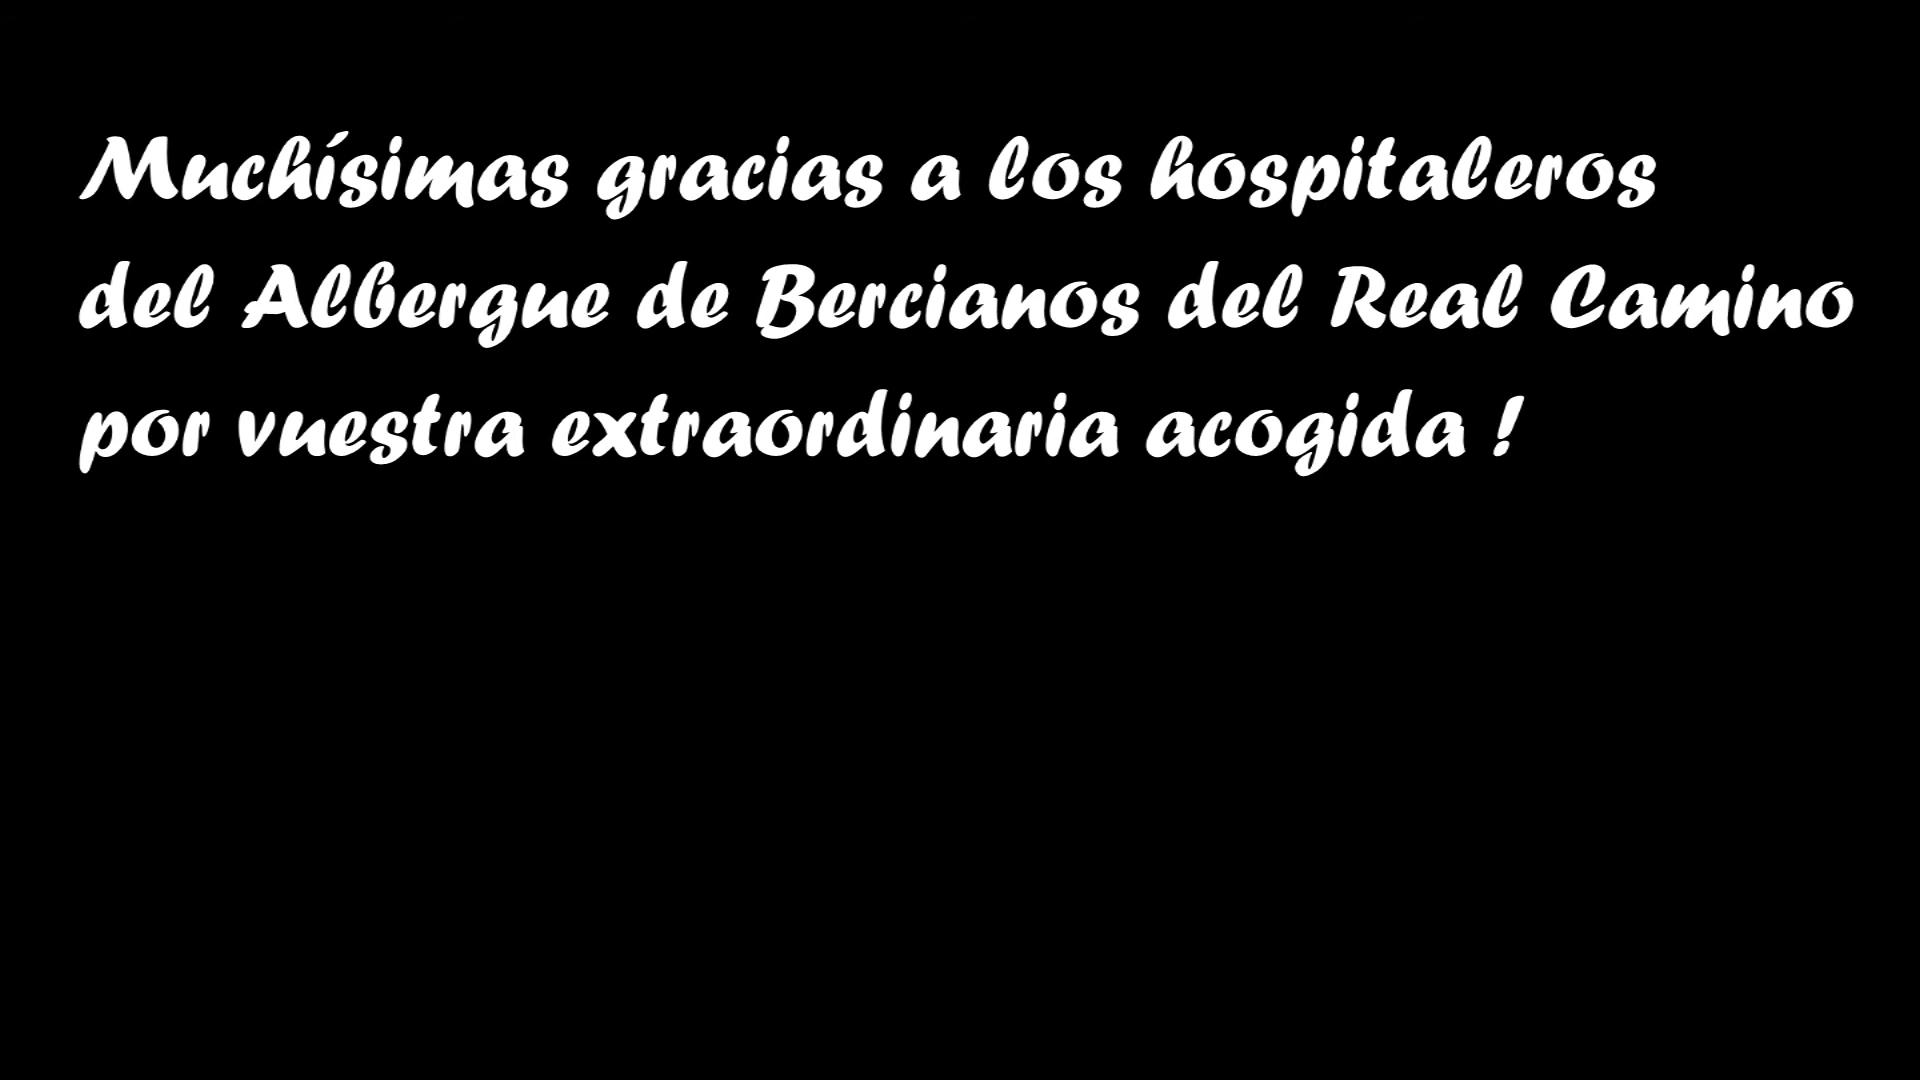 Muchísimas gracias a los hospitaleros
del Albergue de Bercianos del Real Camino
por vuestra extraordinaria acogida !